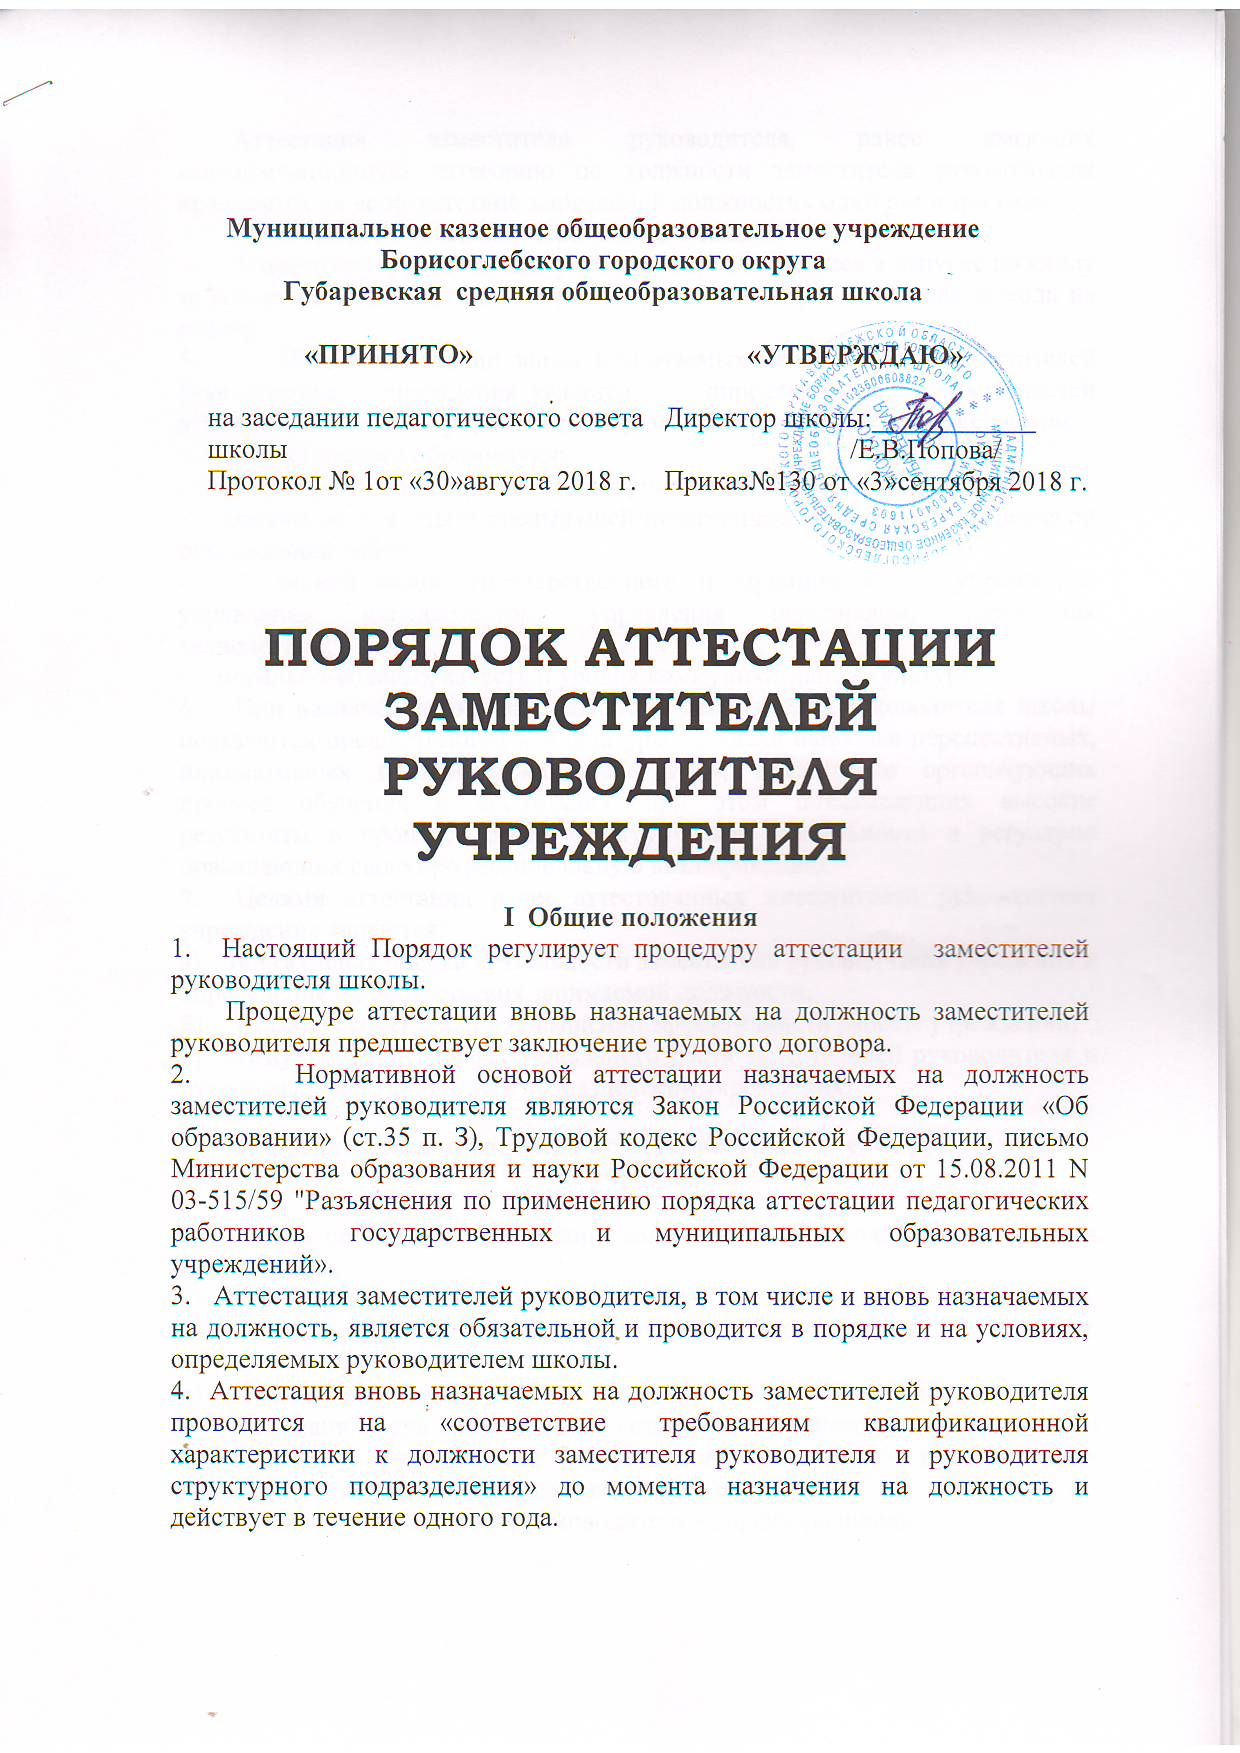 Муниципальное казенное общеобразовательное учреждение
Борисоглебского городского округа
Губаревская  средняя общеобразовательная школа
«ПРИНЯТО»
на заседании педагогического совета
школы
Протокол № 1от «30»августа 2018 г.
«УТВЕРЖДАЮ»
Директор школы:____________
/Е.В.Попова/
Приказ№130 от «3»сентября 2018 г.
ПОРЯДОК АТТЕСТАЦИИ
ЗАМЕСТИТЕЛЕЙ
РУКОВОДИТЕЛЯ
УЧРЕЖДЕНИЯ
I  Общие положения
1.  Настоящий Порядок регулирует процедуру аттестации  заместителей
руководителя школы.
Процедуре аттестации вновь назначаемых на должность заместителей
руководителя предшествует заключение трудового договора.
2.  Нормативной основой аттестации назначаемых на должность
заместителей руководителя являются Закон Российской Федерации «Об
образовании» (ст.35 п. 3), Трудовой кодекс Российской Федерации, письмо
Министерства образования и науки Российской Федерации от 15.08.2011 N
03-515/59 "Разъяснения по применению порядка аттестации педагогических
работников государственных и муниципальных образовательных
учреждений».
3.  Аттестация заместителей руководителя, в том числе и вновь назначаемых
на должность, является обязательной и проводится в порядке и на условиях,
определяемых руководителем школы.
4.  Аттестация вновь назначаемых на должность заместителей руководителя
проводится на «соответствие требованиям квалификационной
характеристики к должности заместителя руководителя и руководителя
структурного подразделения» до момента назначения на должность и
действует в течение одного года.